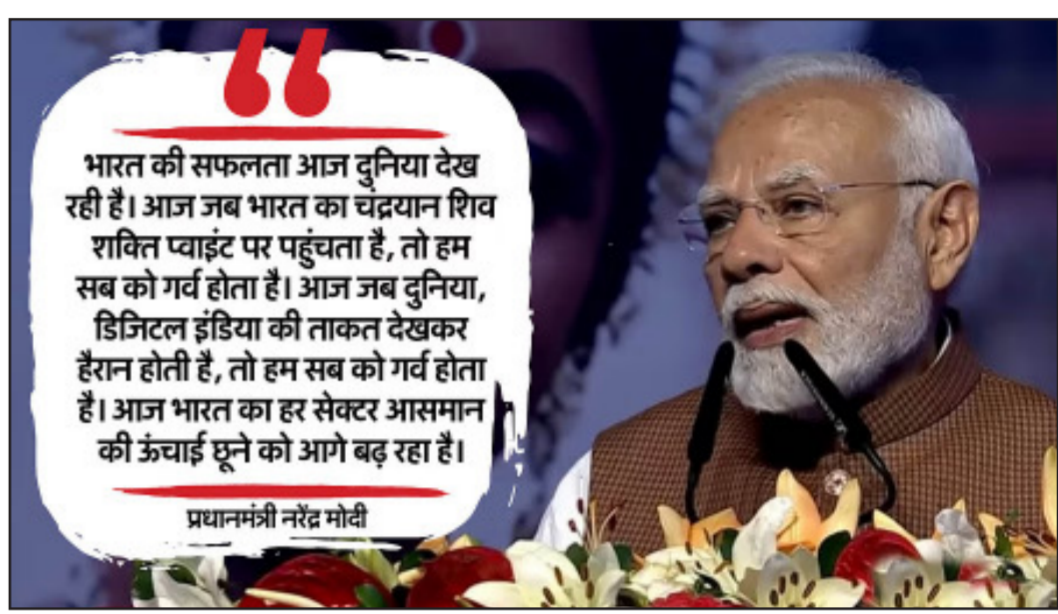 भारत की सफलता आज दुनिया देख
रही है। आज जब भारत का चंद्रयान शिव
शक्ति प्वाइंट पर पहुंचता है, तो हम
सब को गर्व होता है। आज जब दुनिया,
डिजिटल इंडिया की ताकत देखकर
हैरान होती है, तो हम सब को गर्व होता
है। आज भारत का हर सेक्टर आसमान
की ऊंचाई छूने को आगे बढ़ रहा है।
प्रधानमंत्री नरेंद्र मोदी